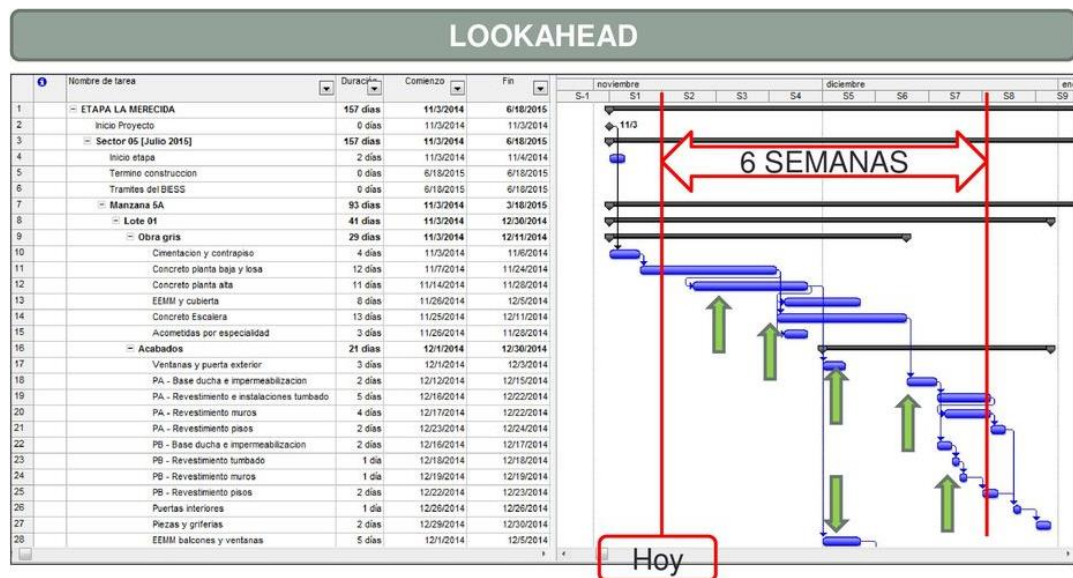 LOOKAHEAD
Nombre de tarea Duración Comienzo Fin noviembre diciembre
S-1 S1 S2 S3 S4 S5 S6 S7 S8 S9
1 ETAPA LA MERECIDA 157 días 11/3/2014 6/18/2015
2 Inicio Proyecto 0 días 11/3/2014 11/3/2014 11/3
3 Sector 05 [Julio 2015] 157 días 11/3/2014 6/18/2015
4 Inicio etapa 2 días 11/3/2014 11/4/2014
5 Termino construccion 0 días 6/18/2015 6/18/2015
6 Tramites del BIESS 0 días 6/18/2015 6/18/2015
6 SEMANAS
7 Manzana 5A 93 días 11/3/2014 3/18/2015
8 Lote 01 41 días 11/3/2014 12/30/2014
9 Obra gris 29 días 11/3/2014 12/11/2014
10 Cimentacion y contrapiso 4 días 11/3/2014 11/6/2014
11 Concreto planta baja y losa 12 días 11/7/2014 11/24/2014
12 Concreto planta alta 11 días 11/14/2014 11/28/2014
13 EEMM y cubierta 8 días 11/26/2014 12/5/2014
14 Concreto Escalera 13 días 11/25/2014 12/11/2014
15 Acometidas por especialidad 3 días 11/26/2014 11/28/2014
16 Acabados 21 días 12/1/2014 12/30/2014
17 Ventanas y puerta exterior 3 días 12/1/2014 12/3/2014
18 PA - Base ducha e impermeabilizacion 2 días 12/12/2014 12/15/2014
19 PA - Revestimiento e instalaciones tumbado 5 días 12/16/2014 12/22/2014
20 PA - Revestimiento muros 4 días 12/17/2014 12/22/2014
21 PA - Revestimiento pisos 2 días 12/23/2014 12/24/2014
22 PB - Base ducha e impermeabilizacion 2 días 12/16/2014 12/17/2014
23 PB - Revestimiento tumbado 1 día 12/18/2014 12/18/2014
24 PB - Revestimiento muros 1 día 12/19/2014 12/19/2014
25 PB - Revestimiento pisos 2 días 12/22/2014 12/23/2014
26 Puertas interiores 1 día 12/26/2014 12/26/2014
27 Piezas y griferias 2 días 12/29/2014 12/30/2014
28 EEMM balcones y ventanas 5 días 12/1/2014 12/5/2014
Hoy